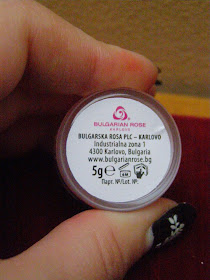 BULGARIAN ROSE
KARLOVO
BULGARSKA ROSA PLC – KARLOVO
Industrialna zona 1
4300 Karlovo, Bulgaria
www.bulgarianrose.bg
5g e
Парт. №/Lot. №: